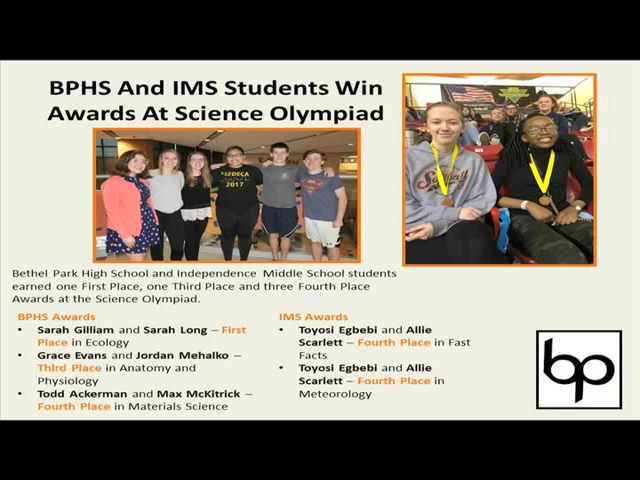 BPHS And IMS Students Win
Awards At Science Olympiad
Bethel Park High School and Independence Middle School students
earned one First Place, one Third Place and three Fourth Place
Awards at the Science Olympiad.
BPHS Awards
• Sarah Gilliam and Sarah Long – First
Place in Ecology
• Grace Evans and Jordan Mehalko –
Third Place in Anatomy and
Physiology
• Todd Ackerman and Max McKitrick –
Fourth Place in Materials Science
IMS Awards
• Toyosi Egbebi and Allie
Scarlett – Fourth Place in Fast
Facts
• Toyosi Egbebi and Allie
Scarlett – Fourth Place in
Meteorology
bp
2017